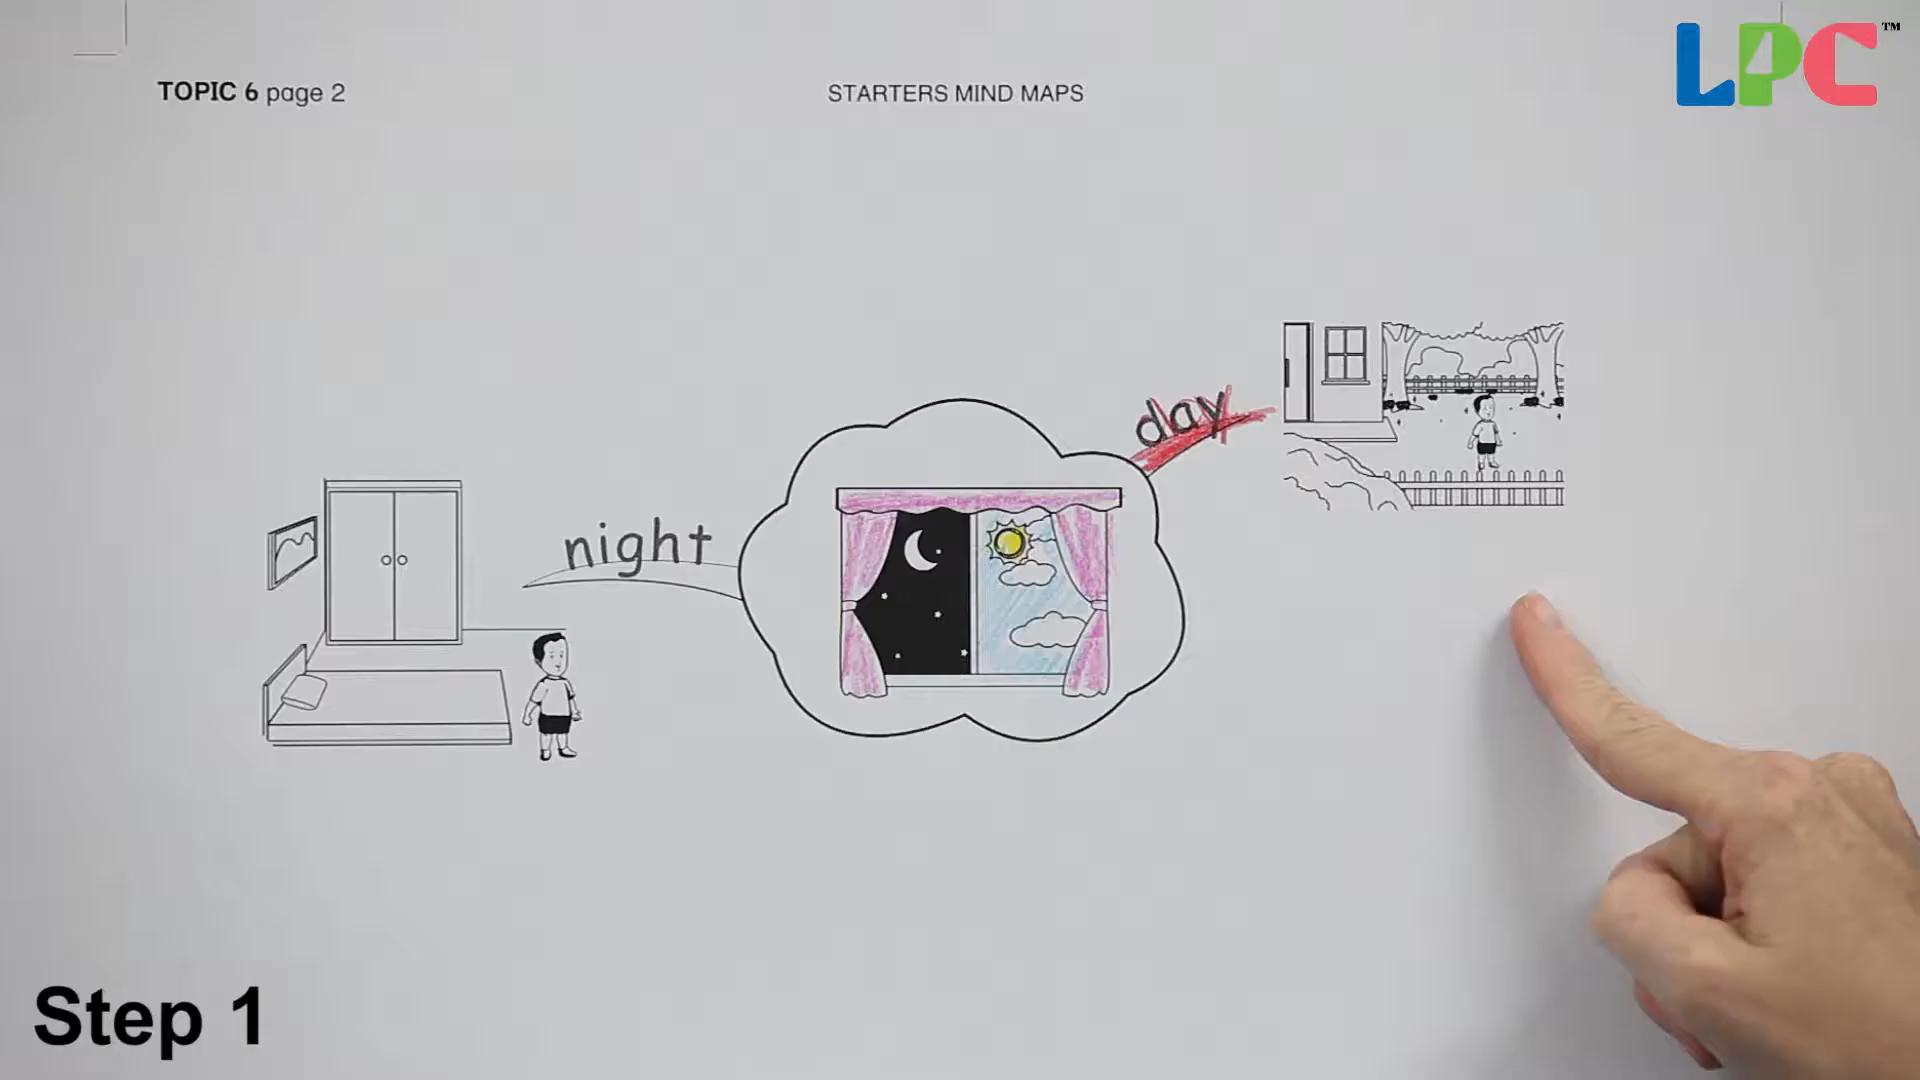 TOPIC 6 page 2
STARTERS MIND MAPS
LPC™
day
night
Step 1